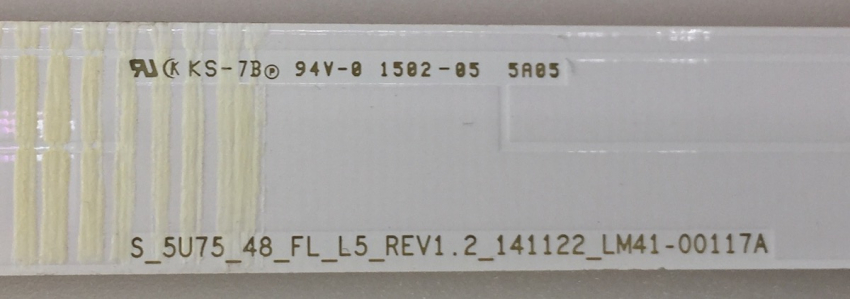 KS-7B℗ 94V-0 1502-05 5A05
S_5U75_48_FL_L5_REV1.2_141122_LM41-00117A